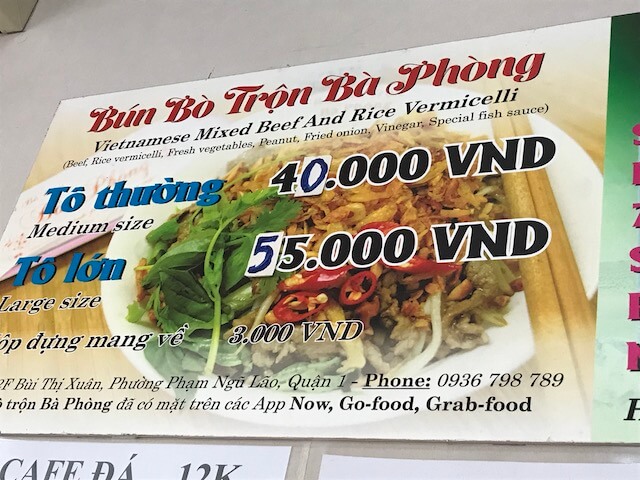 Bún Bò Trộn Bà Phòng
Vietnamese Mixed Beef And Rice Vermicelli
(Beef, Rice vermicelli, Fresh vegetables, Peanut, Fried onion, Vinegar, Special fish sauce)
Tô thường 40.000 VND
Medium size
Tô lớn 55.000 VND
Large size
đựng mang về 3.000 VND
Bùi Thị Xuân, Phường Phạm Ngũ Lão, Quận 1 - Phone: 0936 798 789
trộn Bà Phòng đã có mặt trên các App Now, Go-food, Grab-food
CAFE ĐÁ 12K